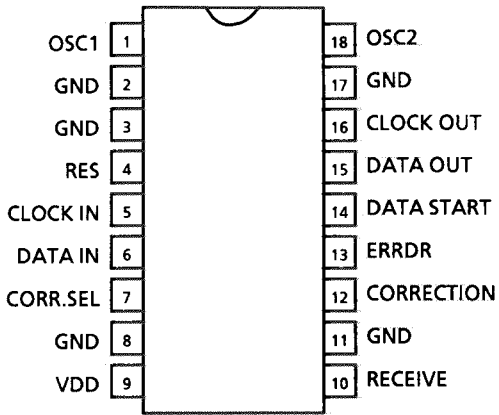 OSC1 1 18 OSC2
GND 2 17 GND
GND 3 16 CLOCK OUT
RES 4 15 DATA OUT
CLOCK IN 5 14 DATA START
DATA IN 6 13 ERRDR
CORR.SEL 7 12 CORRECTION
GND 8 11 GND
VDD 9 10 RECEIVE